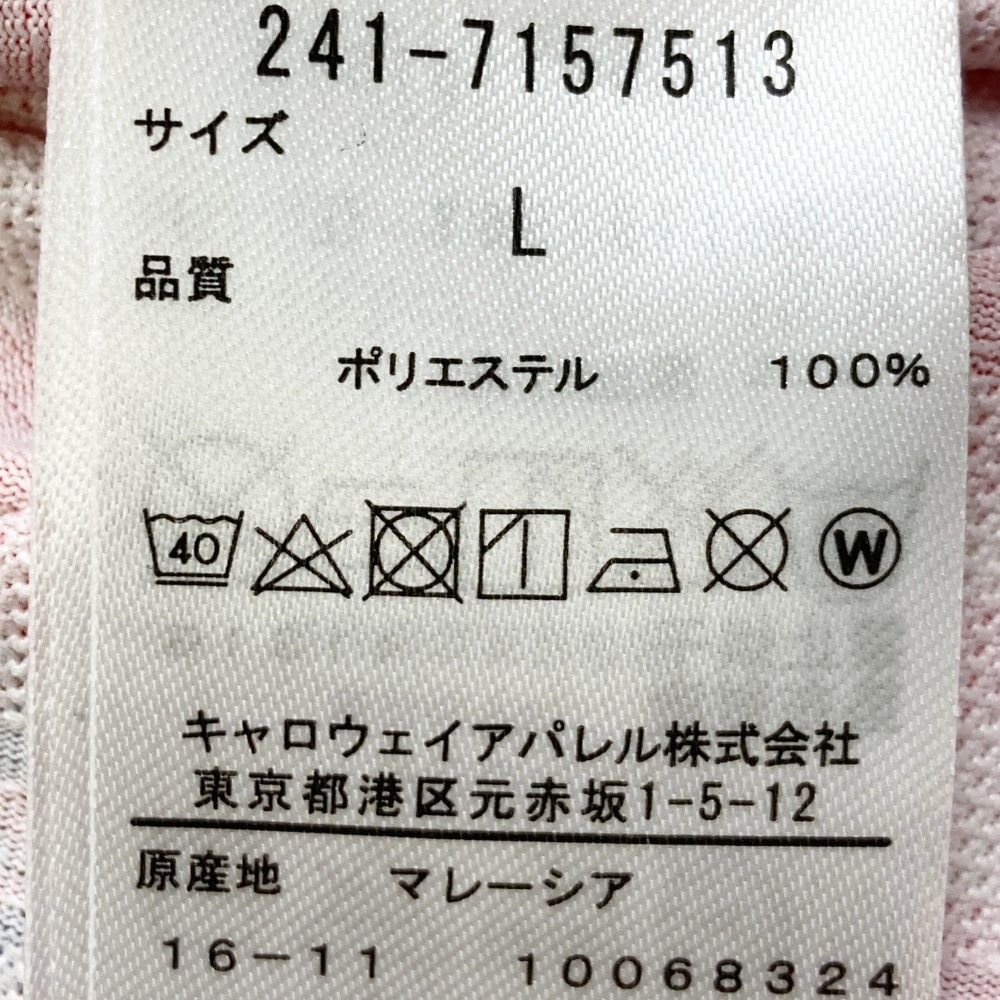 241-7157513
サイズ
L
品質
ポリエステル 100%
40 W
キャロウェイアパレル株式会社
東京都港区元赤坂1-5-12
原産地 マレーシア
16-11 10068324